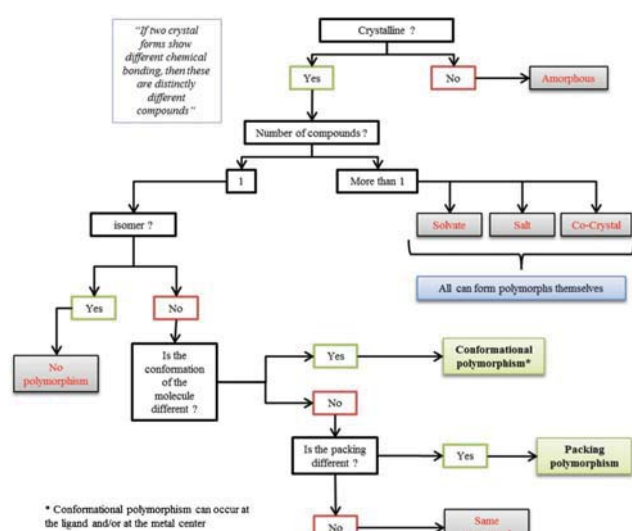 "If two crystal
forms show
different chemical
bonding, then these
are distinctly
different
compounds"
Crystalline ?
Yes
No
Amorphous
Number of compounds ?
1
More than 1
isomer ?
Solvate
Salt
Co-Crystal
All can form polymorphs themselves
Yes
No
No
polymorphism
Is the
conformation
of the
molecule
different ?
Yes
Conformational
polymorphism*
No
Is the packing
different ?
Yes
Packing
polymorphism
* Conformational polymorphism can occur at
the ligand and/or at the metal center
No
Same